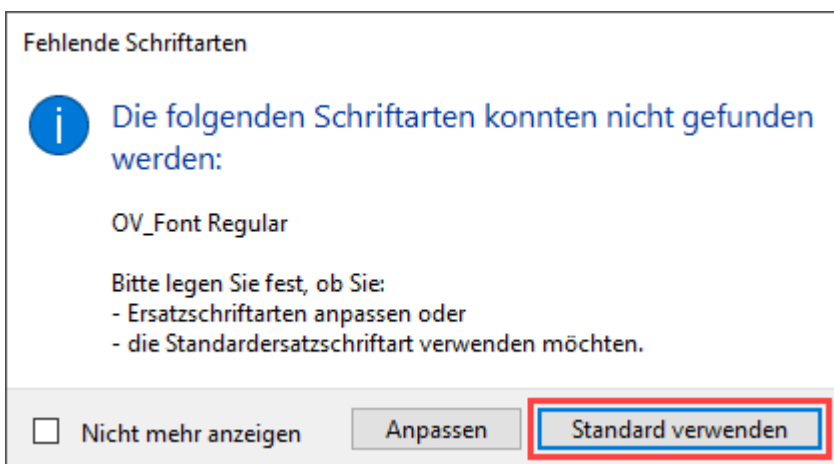 Fehlende Schriftarten
Die folgenden Schriftarten konnten nicht gefunden
werden:
OV_Font Regular
Bitte legen Sie fest, ob Sie:
- Ersatzschriftarten anpassen oder
- die Standardersatzschriftart verwenden möchten.
Nicht mehr anzeigen
Anpassen
Standard verwenden